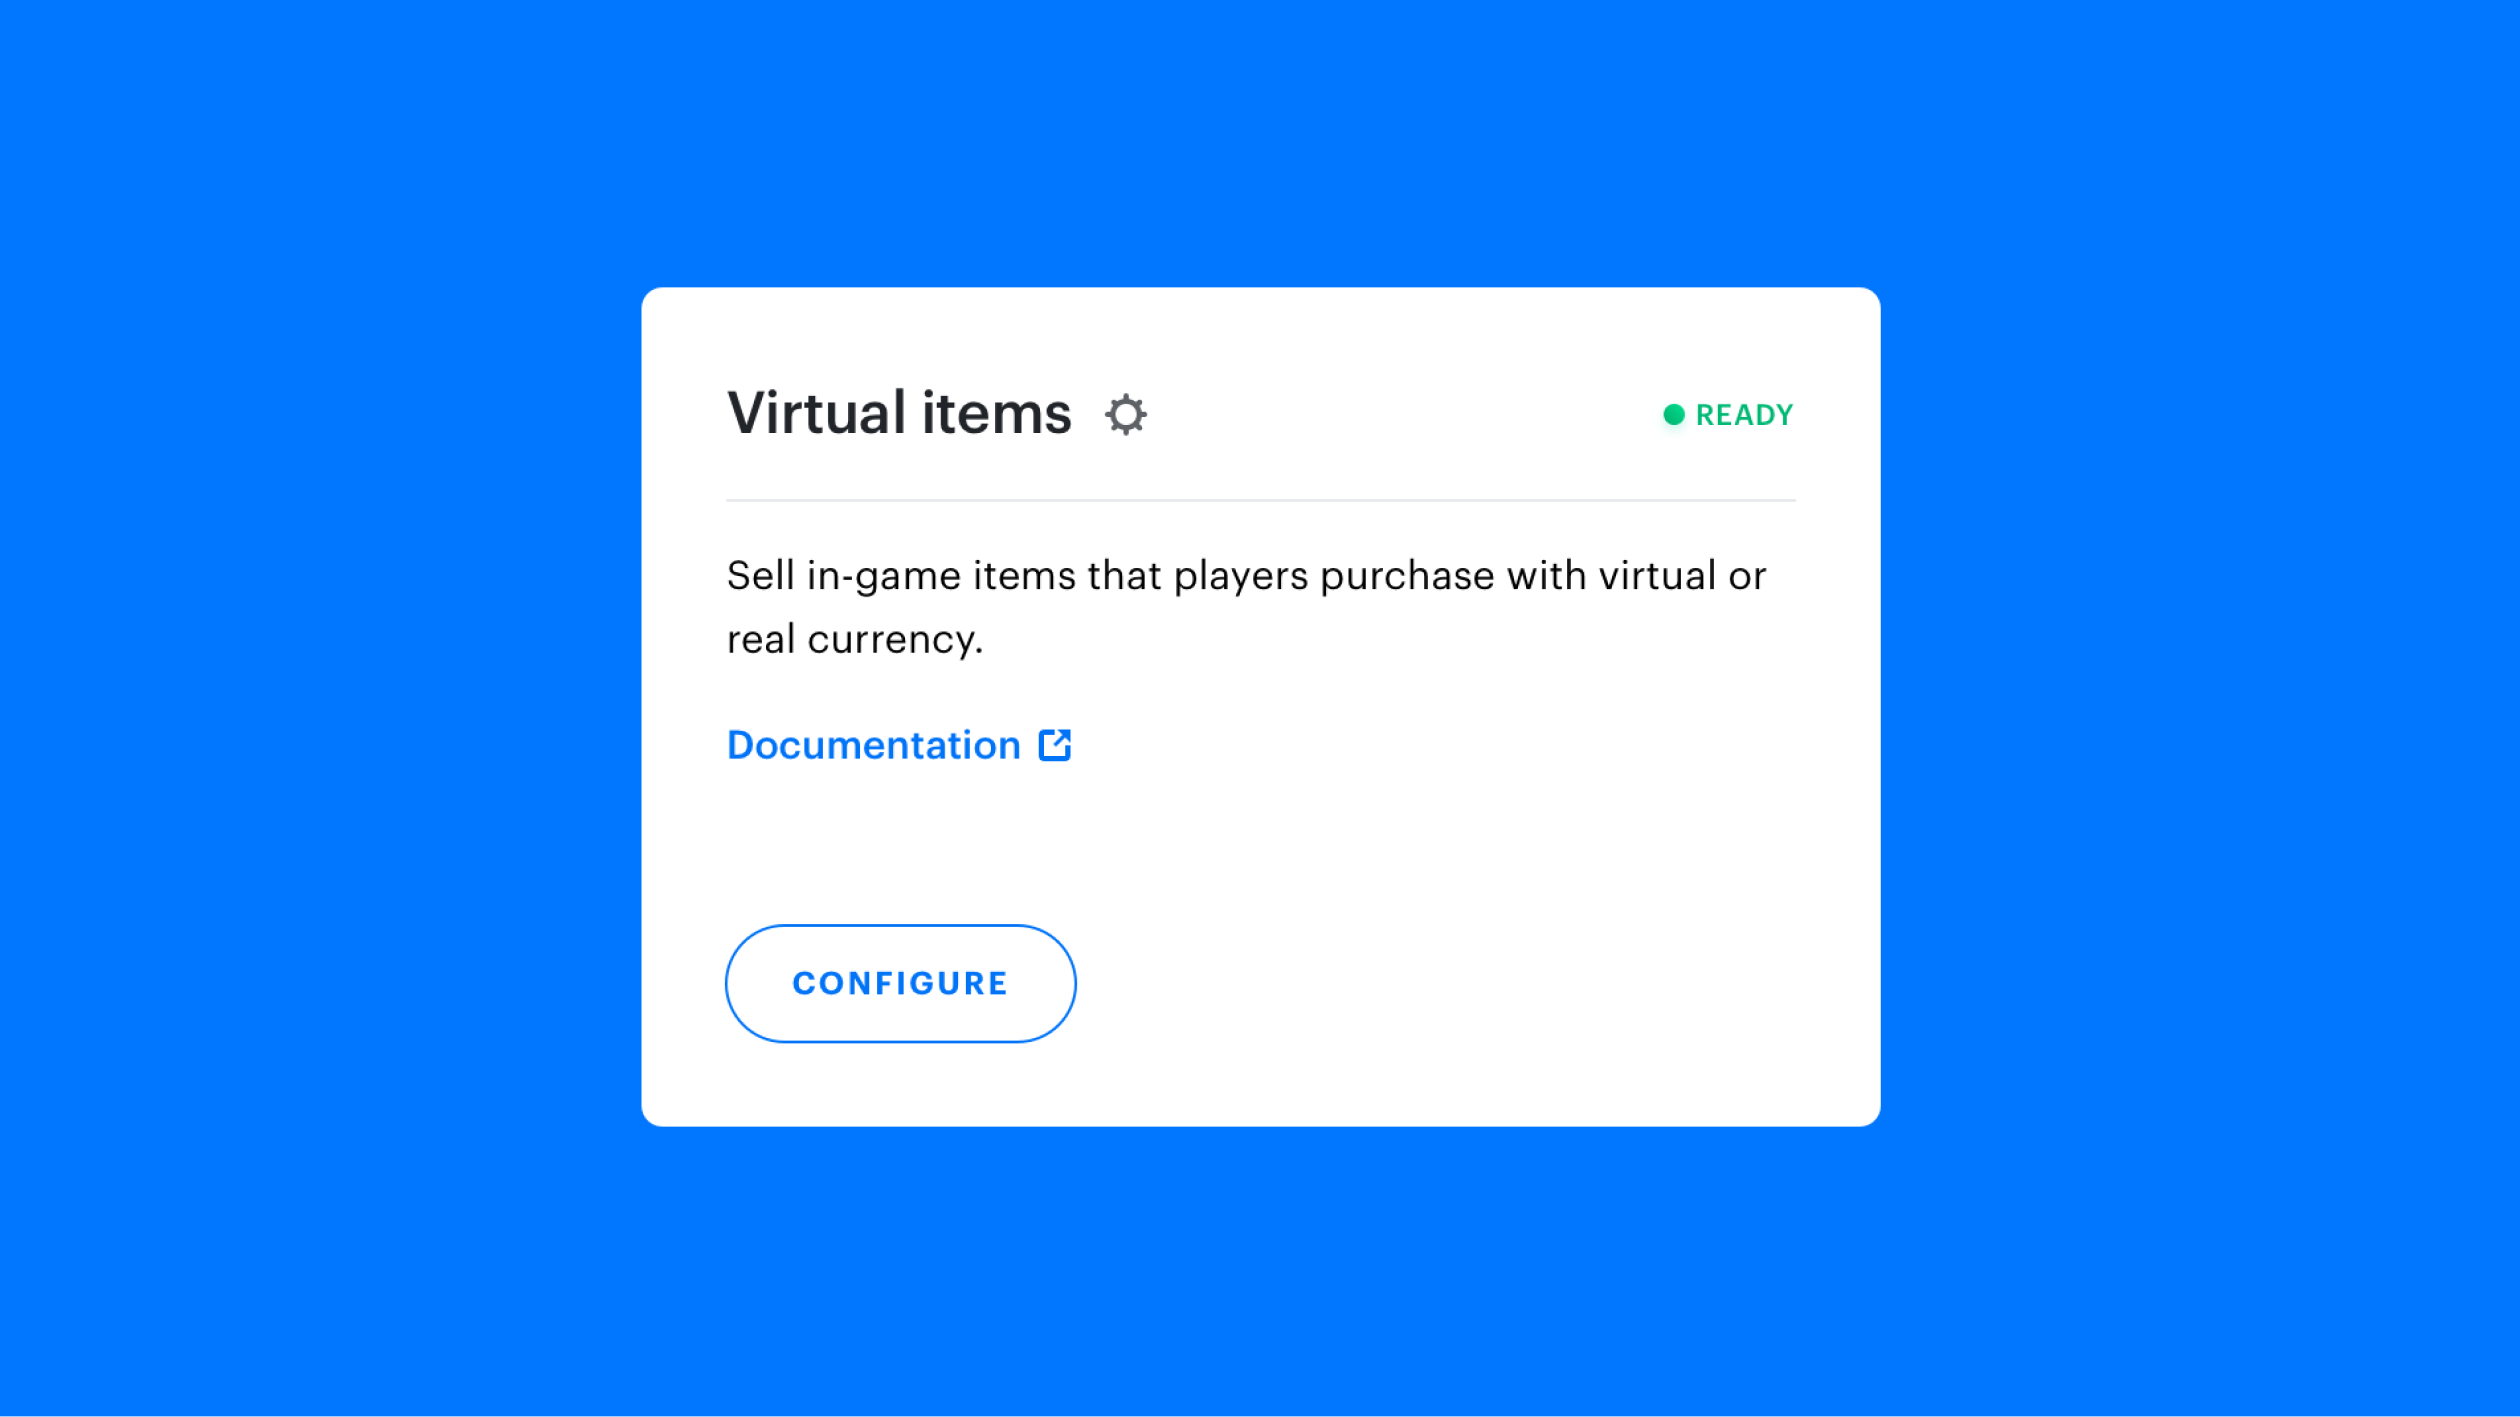 Virtual items
READY
Sell in-game items that players purchase with virtual or
real currency.
Documentation
CONFIGURE